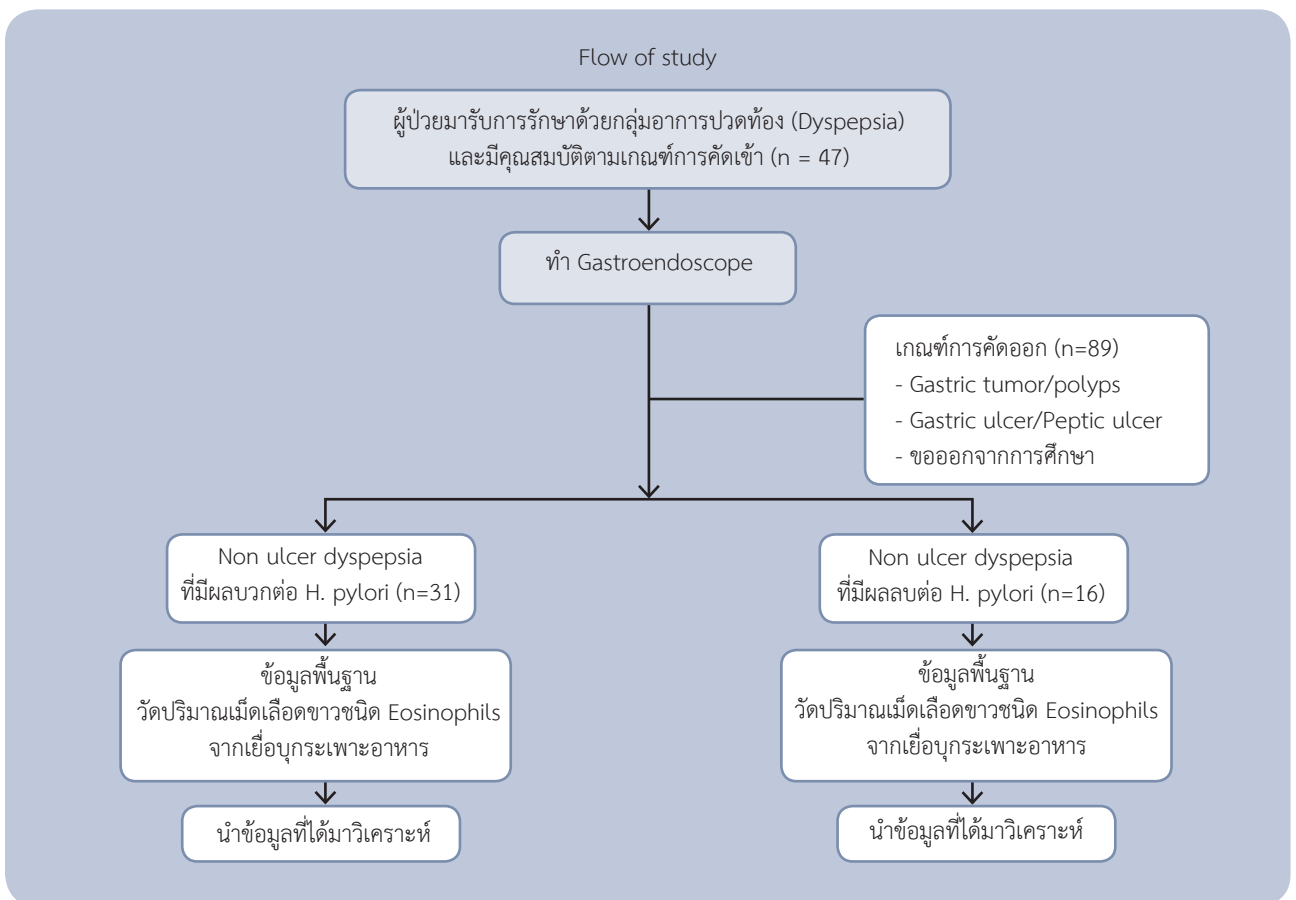 Flow of study
ผู้ป่วยมารับการรักษาด้วยกลุ่มอาการปวดท้อง (Dyspepsia)
และมีคุณสมบัติตามเกณฑ์การคัดเข้า (n = 47)
ทำ Gastroendoscope
เกณฑ์การคัดออก (n=89)
- Gastric tumor/polyps
- Gastric ulcer/Peptic ulcer
- ขอออกจากการศึกษา
Non ulcer dyspepsia
ที่มีผลบวกต่อ H. pylori (n=31)
Non ulcer dyspepsia
ที่มีผลลบต่อ H. pylori (n=16)
ข้อมูลพื้นฐาน
วัดปริมาณเม็ดเลือดขาวชนิด Eosinophils
จากเยื่อบุกระเพาะอาหาร
ข้อมูลพื้นฐาน
วัดปริมาณเม็ดเลือดขาวชนิด Eosinophils
จากเยื่อบุกระเพาะอาหาร
นำข้อมูลที่ได้มาวิเคราะห์
นำข้อมูลที่ได้มาวิเคราะห์